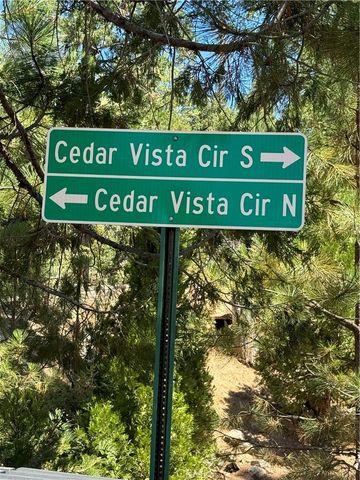 Cedar Vista Cir S →
← Cedar Vista Cir N